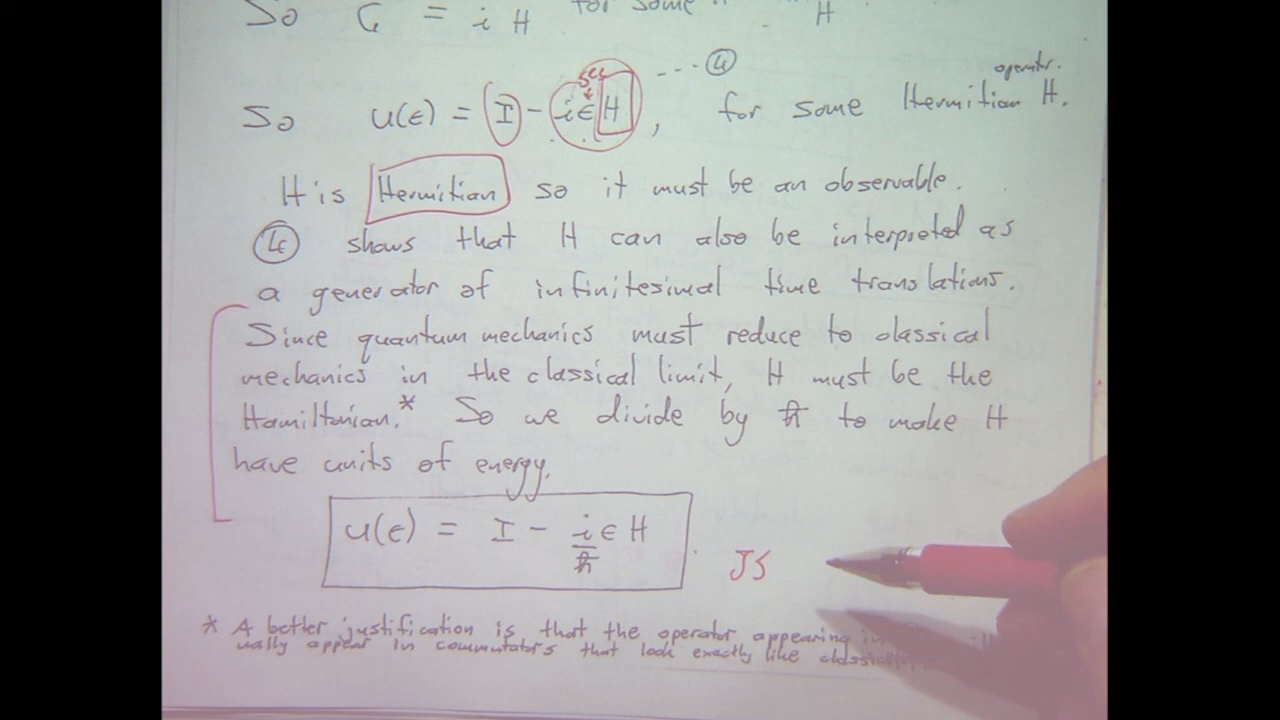 So G = i H for some H
sec
So U(ε) = I - iεH , --- ④ for some Hermitian operator H.
H is Hermitian so it must be an observable.
④ shows that H can also be interpreted as
a generator of infinitesimal time translations.
Since quantum mechanics must reduce to classical
mechanics in the classical limit, H must be the
Hamiltonian.* So we divide by ħ to make H
have units of energy.
U(ε) = I - i/ħ ε H
JS
* A better justification is that the operator appearing in
ually appear in commutators that look exactly like